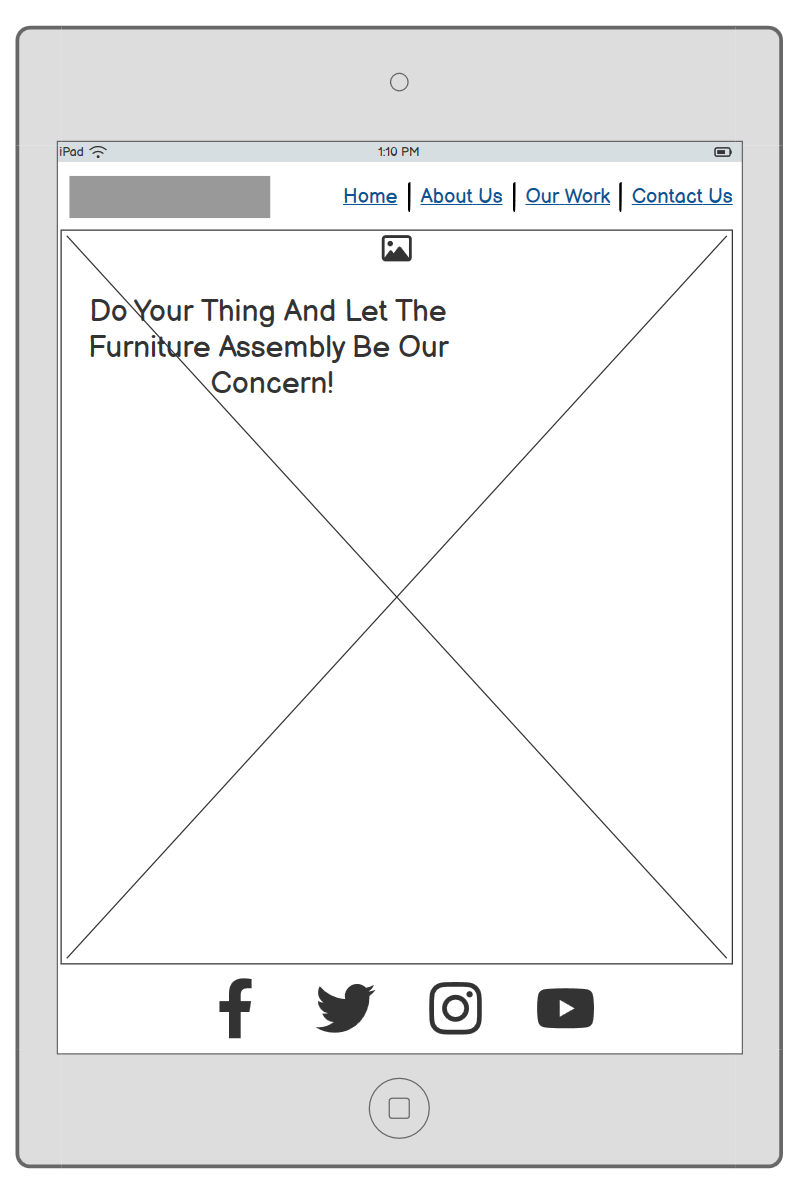 iPad 1:10 PM
Home About Us Our Work Contact Us
Do Your Thing And Let The
Furniture Assembly Be Our
Concern!